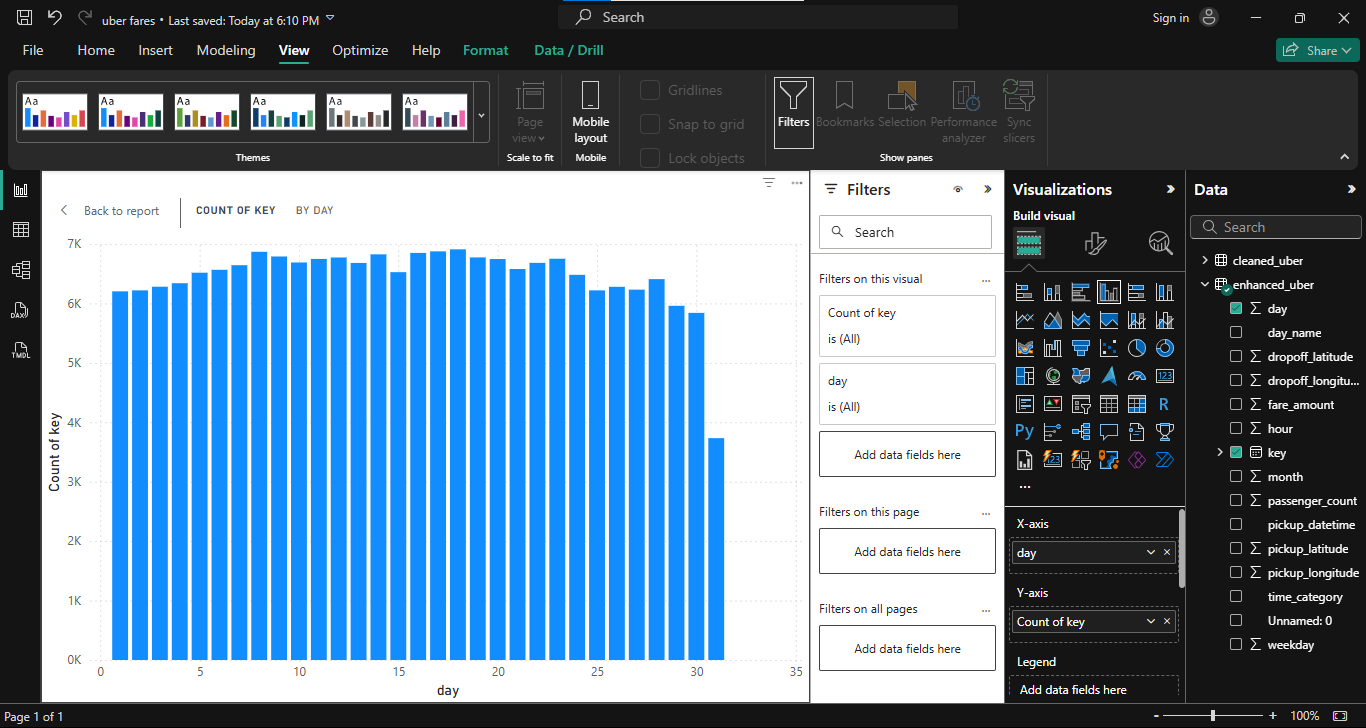 uber fares • Last saved: Today at 6:10 PM
Search
Sign in
File
Home
Insert
Modeling
View
Optimize
Help
Format
Data / Drill
Share
Aa
Aa
Aa
Aa
Aa
Aa
Themes
Page
view
Scale to fit
Mobile
layout
Mobile
Gridlines
Snap to grid
Lock objects
Filters
Bookmarks
Selection
Performance
analyzer
Sync
slicers
Show panes
Back to report
COUNT OF KEY
BY DAY
7K
6K
5K
4K
3K
2K
1K
0K
Count of key
0
5
10
15
20
25
30
35
day
Filters
Search
Filters on this visual
...
Count of key
is (All)
day
is (All)
Add data fields here
Filters on this page
...
Add data fields here
Filters on all pages
...
Add data fields here
Visualizations
Build visual
123
R
Py
123
...
X-axis
day
Y-axis
Count of key
Legend
Add data fields here
Data
Search
cleaned_uber
enhanced_uber
day
day_name
dropoff_latitude
dropoff_longitu...
fare_amount
hour
key
month
passenger_count
pickup_datetime
pickup_latitude
pickup_longitude
time_category
Unnamed: 0
weekday
DAX
TMDL
Page 1 of 1
- + 100%